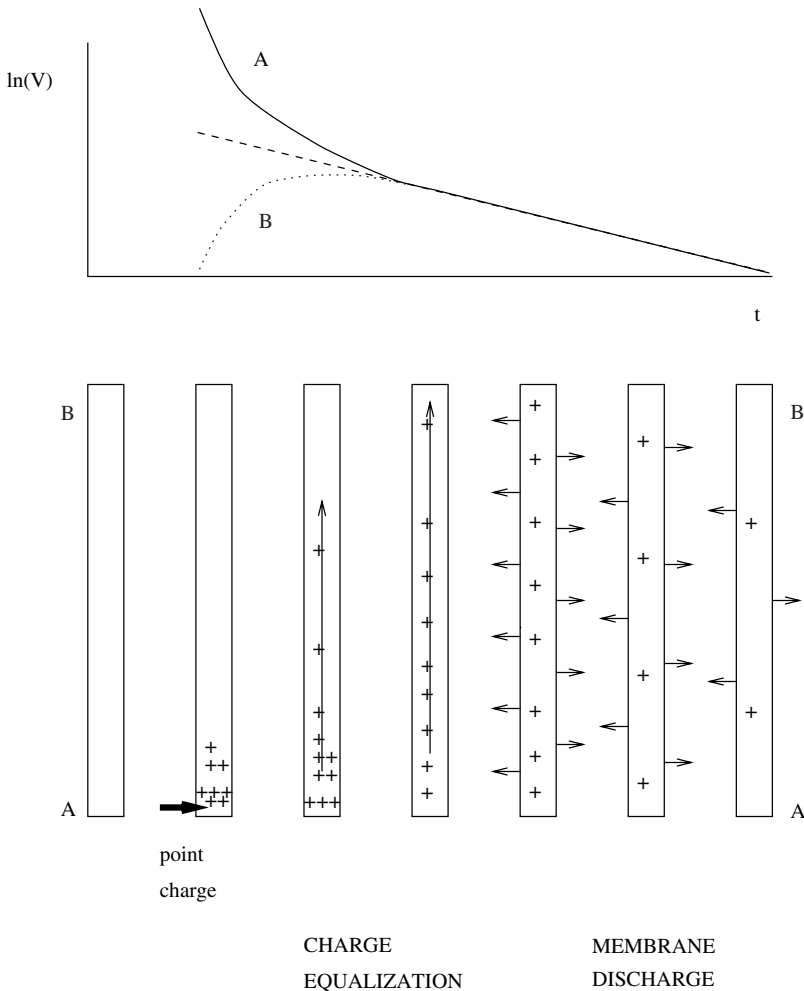 A
ln(V)
B
t
B
B
A
A
point
charge
CHARGE
EQUALIZATION
MEMBRANE
DISCHARGE